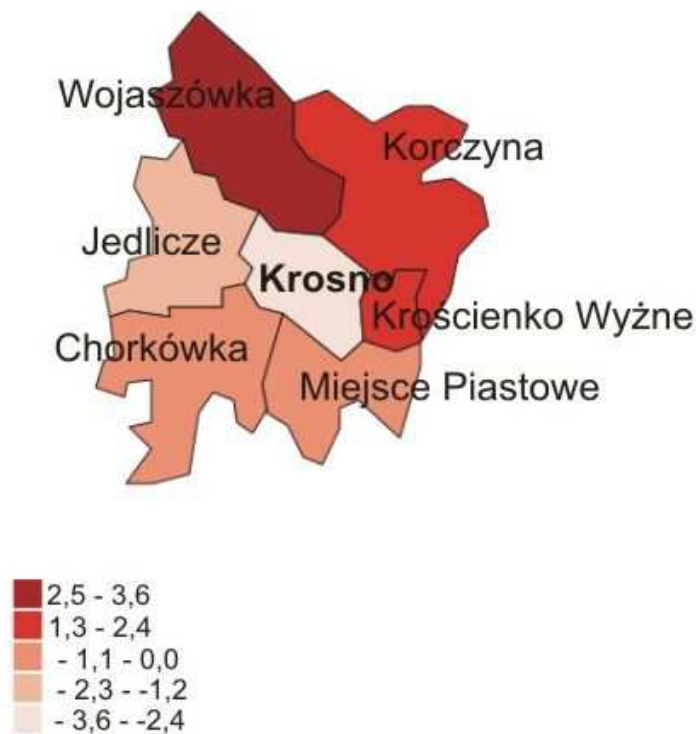 Wojaszówka
Korczyna
Jedlicze
Krosno
Krościenko Wyżne
Chorkówka
Miejsce Piastowe
2,5 - 3,6
1,3 - 2,4
- 1,1 - 0,0
- 2,3 - -1,2
- 3,6 - -2,4